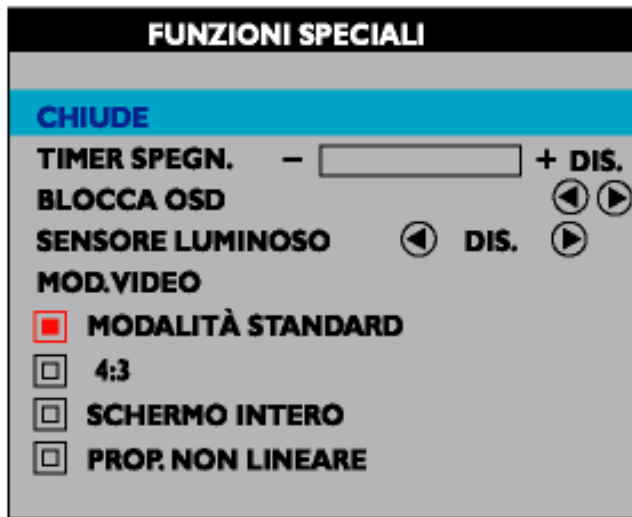 FUNZIONI SPECIALI
CHIUDE
TIMER SPEGN. - + DIS.
BLOCCA OSD
SENSORE LUMINOSO DIS.
MOD.VIDEO
MODALITÀ STANDARD
4:3
SCHERMO INTERO
PROP. NON LINEARE